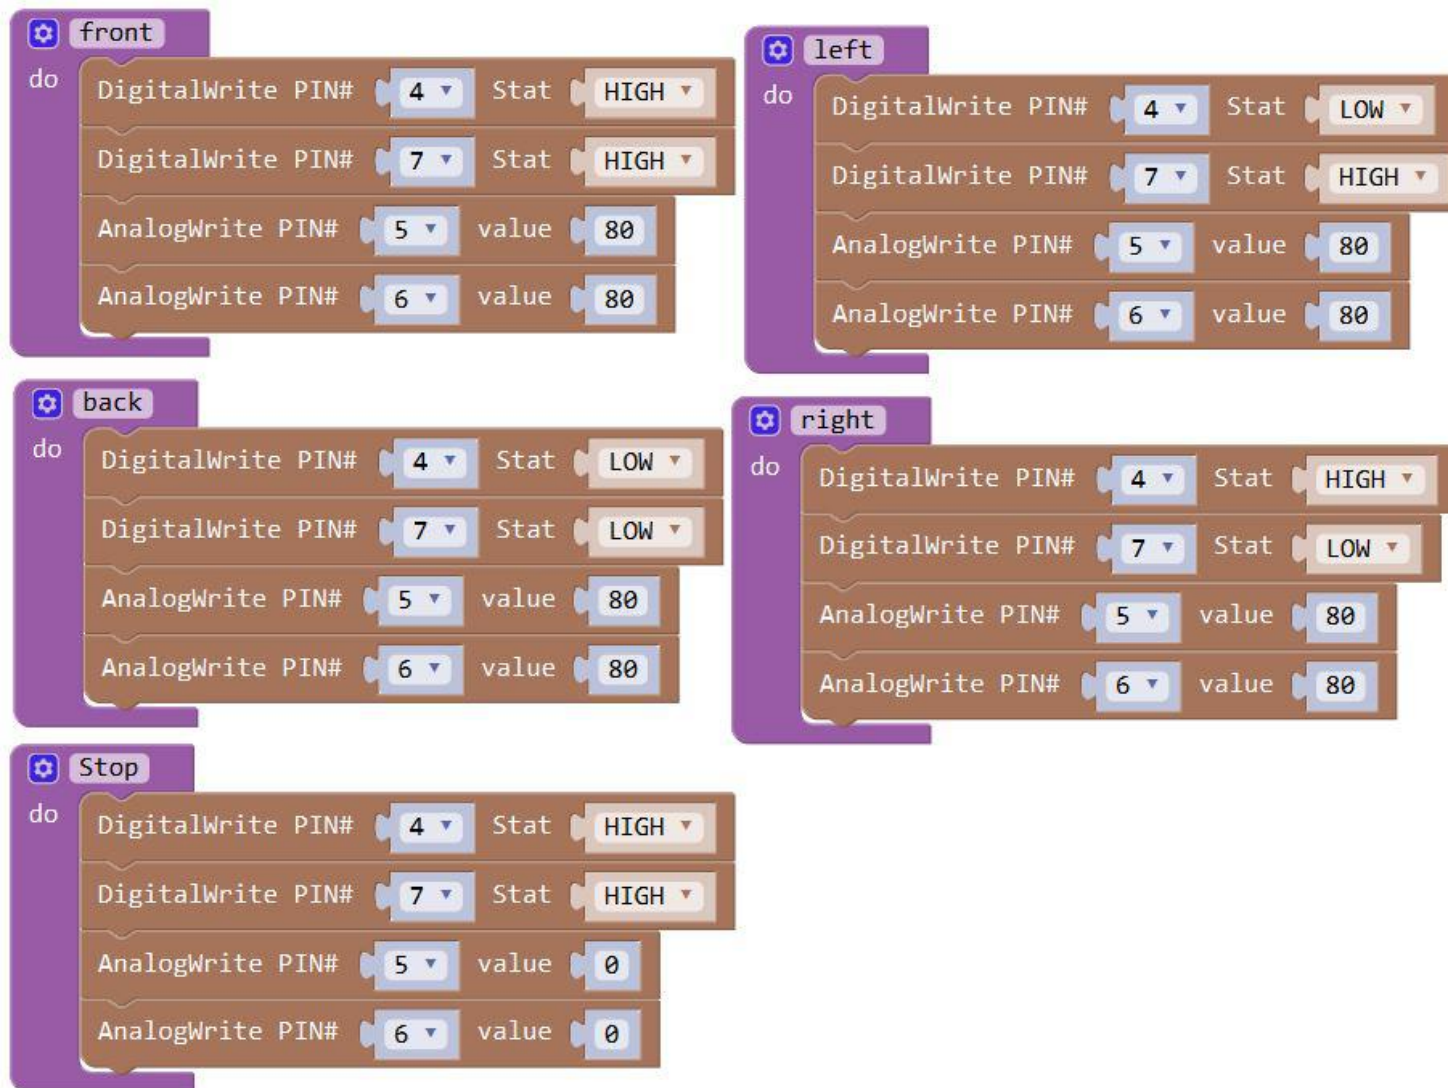 front
do
DigitalWrite PIN# 4 Stat HIGH
DigitalWrite PIN# 7 Stat HIGH
AnalogWrite PIN# 5 value 80
AnalogWrite PIN# 6 value 80
left
do
DigitalWrite PIN# 4 Stat LOW
DigitalWrite PIN# 7 Stat HIGH
AnalogWrite PIN# 5 value 80
AnalogWrite PIN# 6 value 80
back
do
DigitalWrite PIN# 4 Stat LOW
DigitalWrite PIN# 7 Stat LOW
AnalogWrite PIN# 5 value 80
AnalogWrite PIN# 6 value 80
right
do
DigitalWrite PIN# 4 Stat HIGH
DigitalWrite PIN# 7 Stat LOW
AnalogWrite PIN# 5 value 80
AnalogWrite PIN# 6 value 80
Stop
do
DigitalWrite PIN# 4 Stat HIGH
DigitalWrite PIN# 7 Stat HIGH
AnalogWrite PIN# 5 value 0
AnalogWrite PIN# 6 value 0